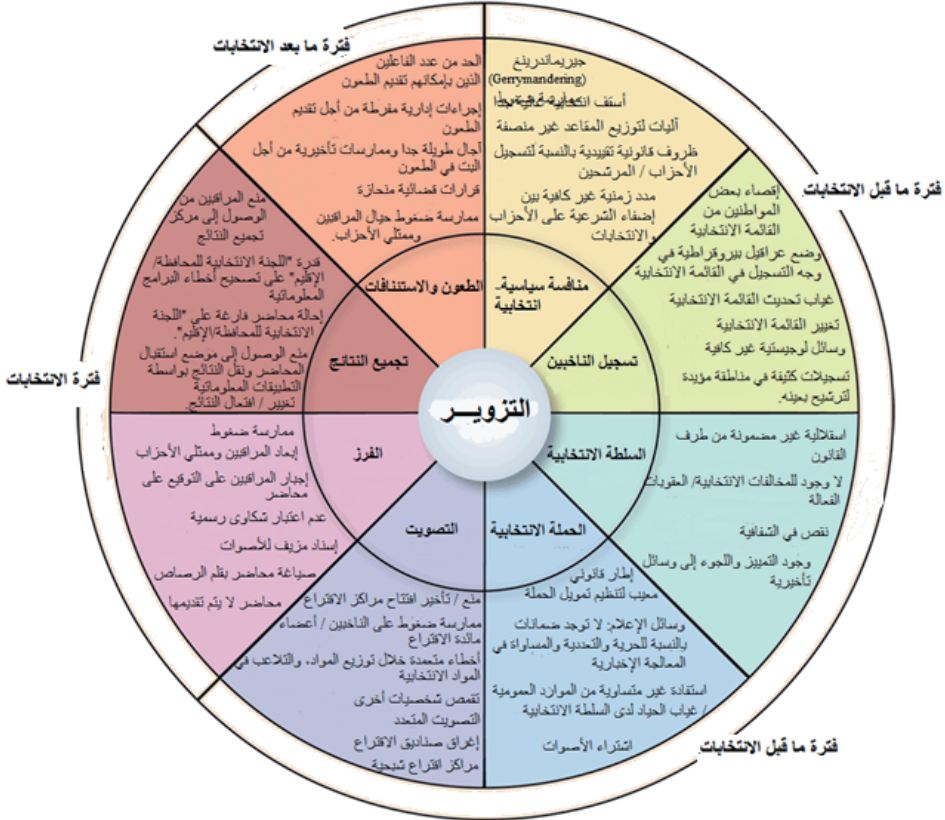 فترة ما بعد الانتخابات
فترة ما قبل الانتخابات
فترة الانتخابات
فترة ما قبل الانتخابات
التزويــر
منافسة سياسية-
انتخابية
جيريماندرينغ
(Gerrymandering)
أسقف انتخابية عالية جدا
آليات لتوزيع المقاعد غير منصفة
ظروف قانونية تقييدية بالنسبة لتسجيل
الأحزاب / المرشحين
مدد زمنية غير كافية بين
إضفاء الشرعية على الأحزاب
والانتخابات
تسجيل الناخبين
إقصاء بعض
المواطنين من
القائمة الانتخابية
وضع عراقيل بيروقراطية في
وجه التسجيل في القائمة الانتخابية
غياب تحديث القائمة الانتخابية
تغيير القائمة الانتخابية
وسائل لوجيستية غير كافية
تسجيلات كثيفة في مناطقة مؤيدة
لترشيح بعينه.
السلطة الانتخابية
استقلالية غير مضمونة من طرف
القانون
لا وجود للمخالفات الانتخابية/ العقوبات
الفعالة
نقص في الشفافية
وجود التمييز واللجوء إلى وسائل
تأخيرية
الحملة الانتخابية
إطار قانوني
معيب لتنظيم تمويل الحملة
وسائل الإعلام: لا توجد ضمانات
بالنسبة للحرية والتعددية والمساواة في
المعالجة الإخبارية
استفادة غير متساوية من الموارد العمومية
/ غياب الحياد لدى السلطة الانتخابية
اشتراء الأصوات
التصويت
منع / تأخير افتتاح مراكز الاقتراع
ممارسة ضغوط على الناخبين / أعضاء
مائدة الاقتراع
أخطاء متعمدة خلال توزيع المواد، والتلاعب في
المواد الانتخابية
تقمص شخصيات أخرى
التصويت المتعدد
إغراق صناديق الاقتراع
مراكز اقتراع شبحية
الفرز
ممارسة ضغوط
إبعاد المراقبين وممثلي الأحزاب
إجبار المراقبين على التوقيع على
محاضر
عدم اعتبار شكاوى رسمية
إسناد مزيف للأصوات
صياغة محاضر بقلم الرصاص
محاضر لا يتم تقديمها
تجميع النتائج
منع المراقبين من
الوصول إلى مركز
تجميع النتائج
قدرة "اللجنة الانتخابية للمحافظة/
الإقليم" على تصحيح أخطاء البرامج
المعلوماتية
إحالة محاضر فارغة على "اللجنة
الانتخابية للمحافظة/الإقليم".
منع الوصول إلى موضع استقبال
المحاضر ونقل النتائج بواسطة
التطبيقات المعلوماتية
تغيير / افتعال النتائج.
الطعون والاستئنافات
الحد من عدد الفاعلين
الذين بإمكانهم تقديم الطعون
إجراءات إدارية مفرطة من أجل تقديم
الطعون
آجال طويلة جدا وممارسات تأخيرية من أجل
البت في الطعون
قرارات قضائية منحازة
ممارسة ضغوط حيال المراقبين
وممثلي الأحزاب.